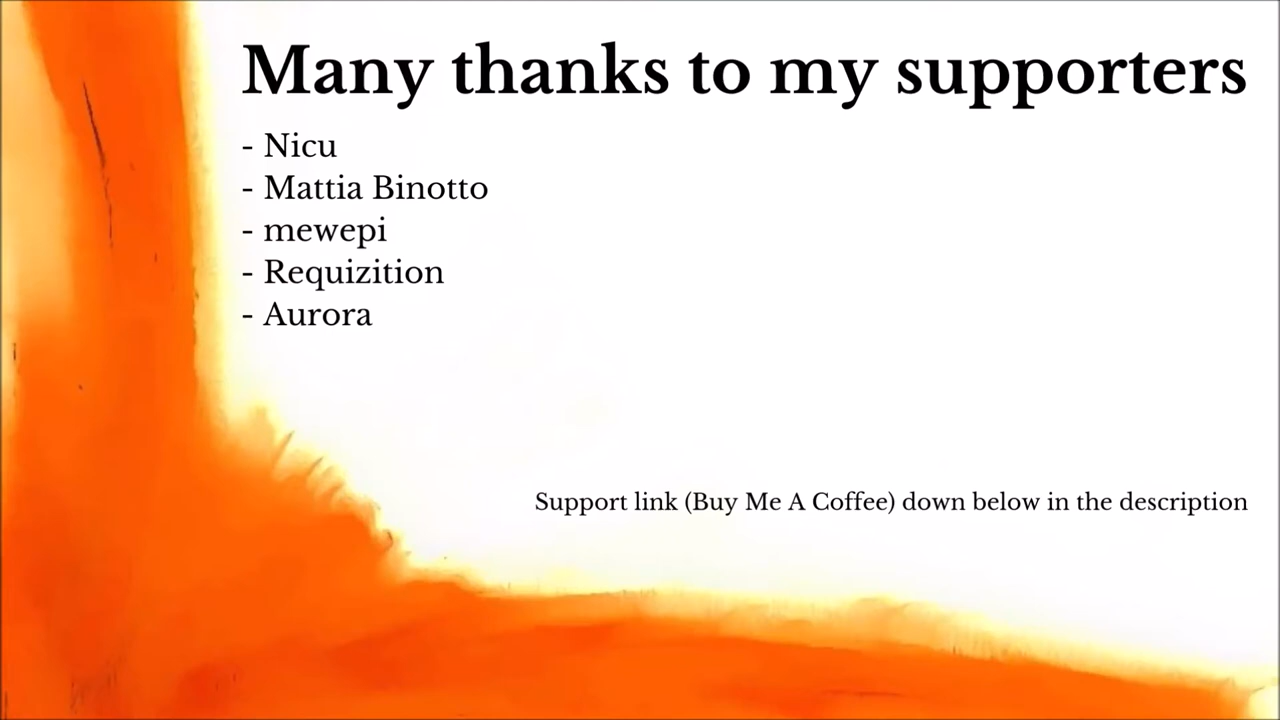 Many thanks to my supporters
- Nicu
- Mattia Binotto
- mewepi
- Requizition
- Aurora
Support link (Buy Me A Coffee) down below in the description